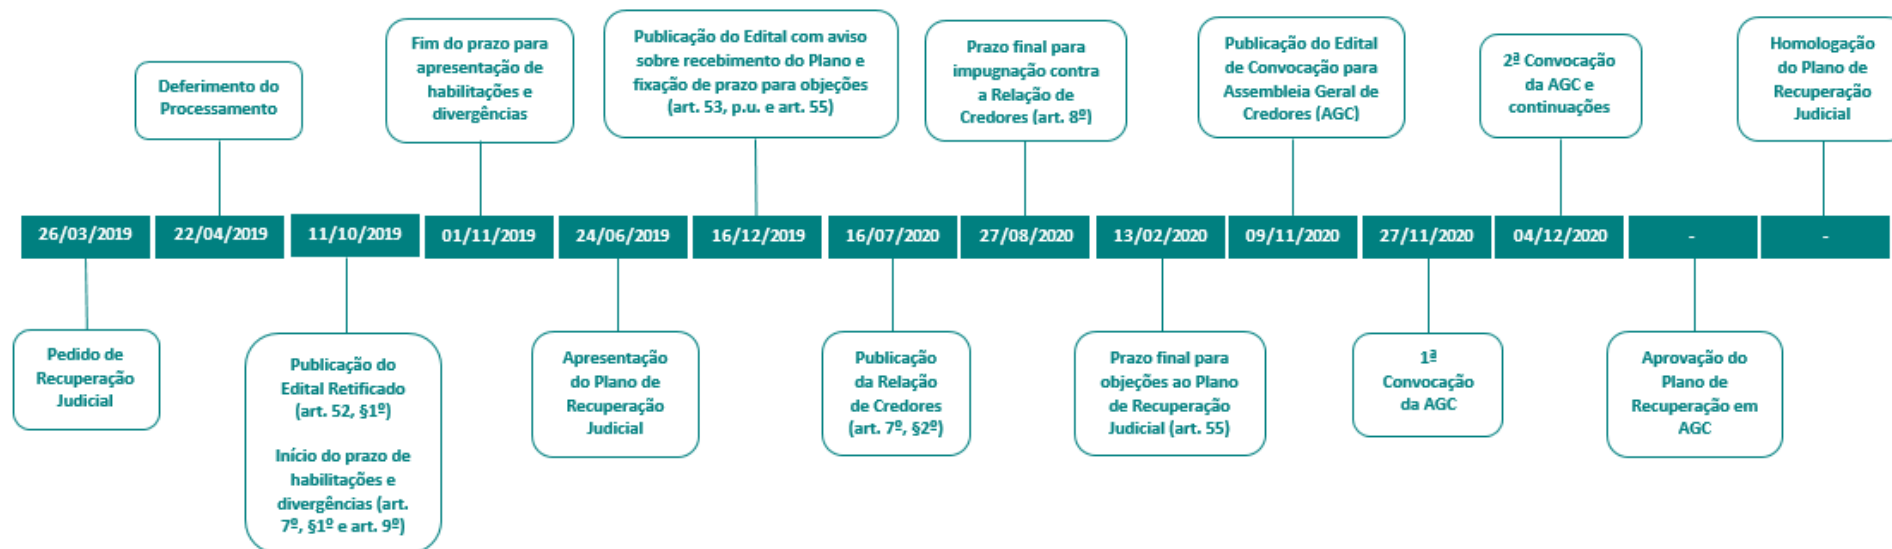 Deferimento do
Processamento
Fim do prazo para
apresentação de
habilitações e
divergências
Publicação do Edital com aviso
sobre recebimento do Plano e
fixação de prazo para objeções
(art. 53, p.u. e art. 55)
Prazo final para
impugnação contra
a Relação de
Credores (art. 8º)
Publicação do Edital
de Convocação para
Assembleia Geral de
Credores (AGC)
2ª Convocação
da AGC e
continuações
Homologação
do Plano de
Recuperação
Judicial
26/03/2019
22/04/2019
11/10/2019
01/11/2019
24/06/2019
16/12/2019
16/07/2020
27/08/2020
13/02/2020
09/11/2020
27/11/2020
04/12/2020
-
-
Pedido de
Recuperação
Judicial
Publicação do
Edital Retificado
(art. 52, §1º)
Início do prazo de
habilitações e
divergências (art.
7º, §1º e art. 9º)
Apresentação
do Plano de
Recuperação
Judicial
Publicação
da Relação
de Credores
(art. 7º, §2º)
Prazo final para
objeções ao Plano
de Recuperação
Judicial (art. 55)
1ª
Convocação
da AGC
Aprovação do
Plano de
Recuperação em
AGC